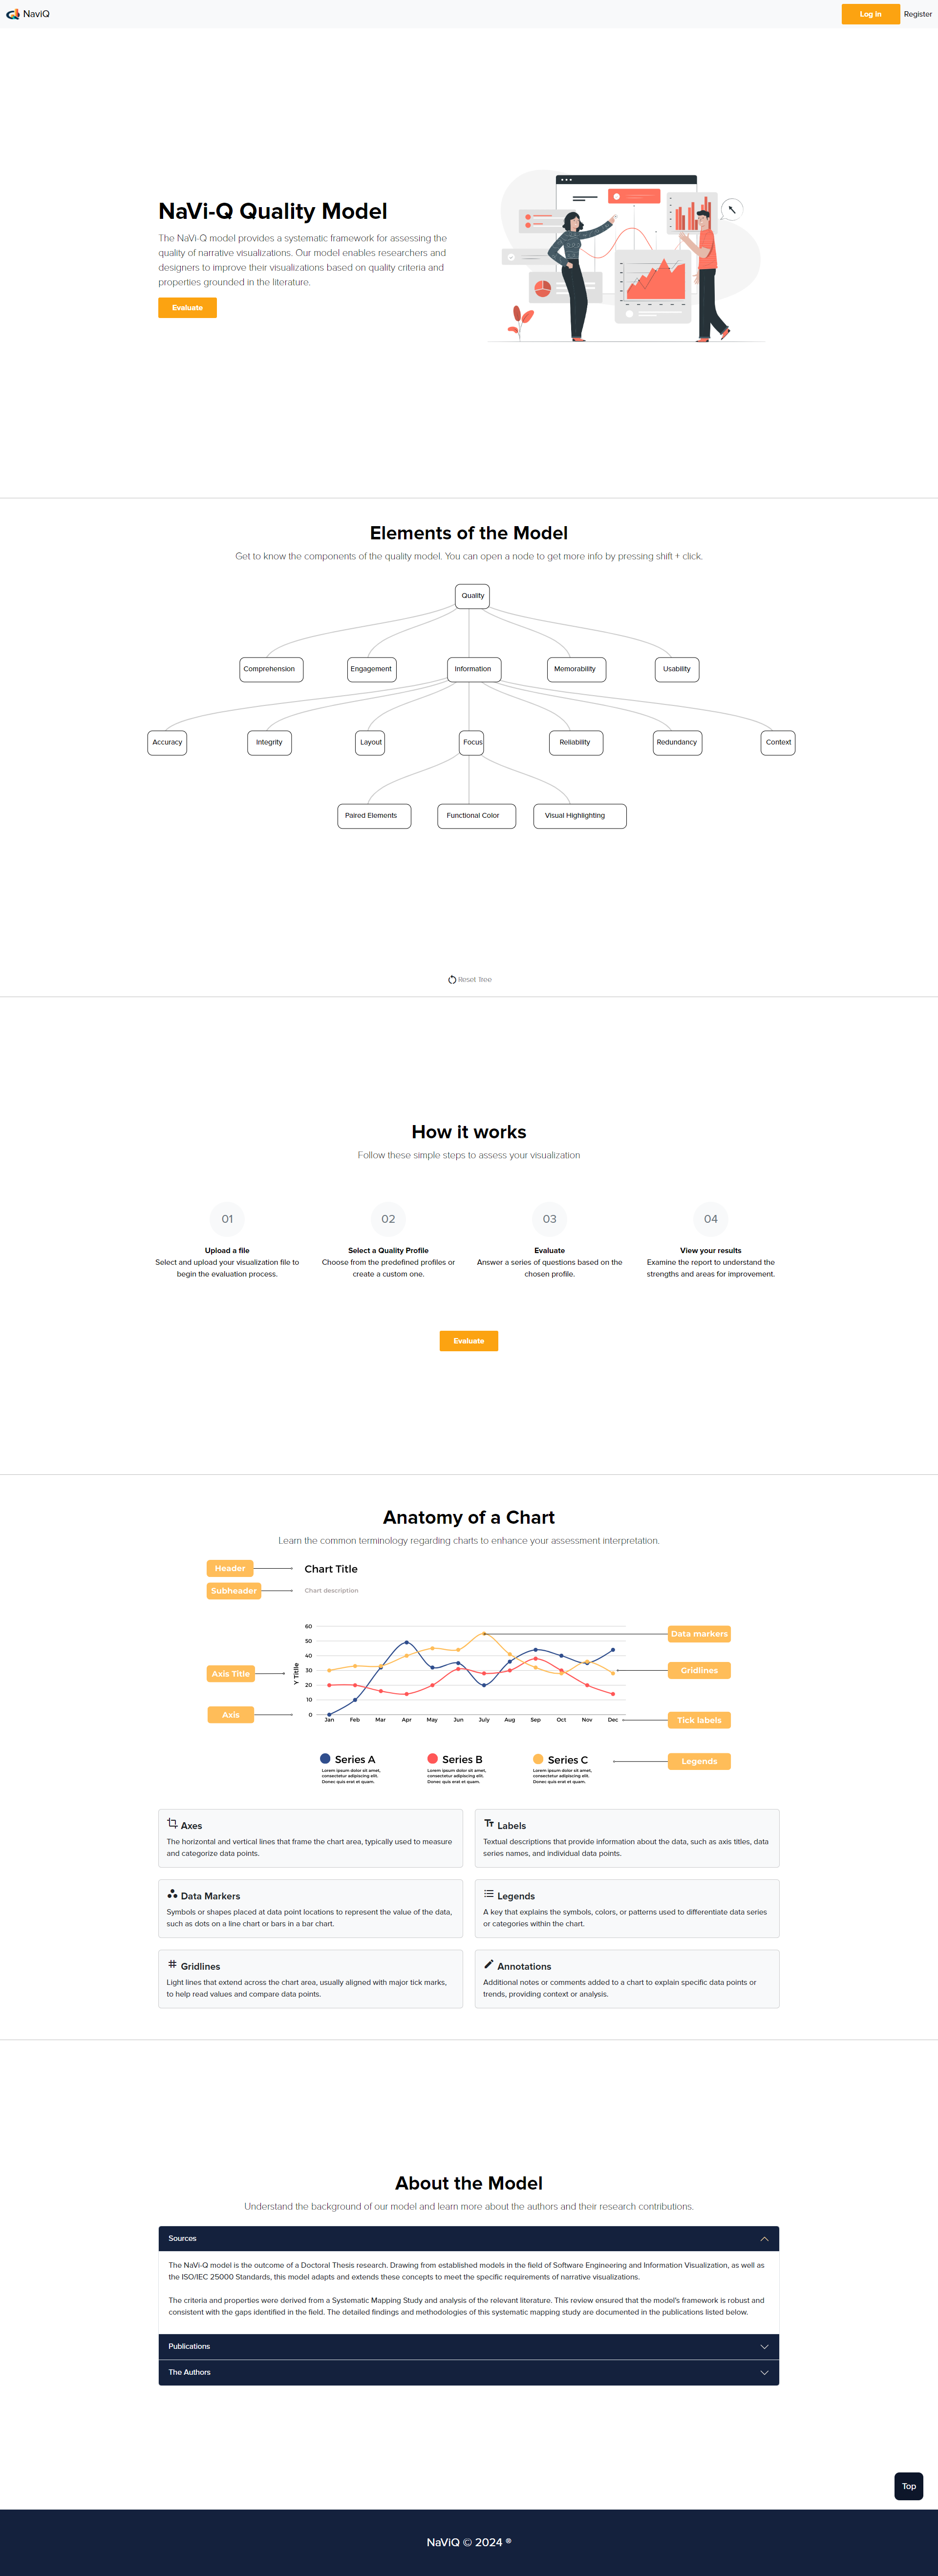 NaviQ
Log in
Register
NaVi-Q Quality Model
The NaVi-Q model provides a systematic framework for assessing the
quality of narrative visualizations. Our model enables researchers and
designers to improve their visualizations based on quality criteria and
properties grounded in the literature.
Evaluate
Elements of the Model
Get to know the components of the quality model. You can open a node to get more info by pressing shift + click.
Quality
Comprehension
Engagement
Information
Memorability
Usability
Accuracy
Integrity
Layout
Focus
Reliability
Redundancy
Context
Paired Elements
Functional Color
Visual Highlighting
Reset Tree
How it works
Follow these simple steps to assess your visualization
01
02
03
04
Upload a file
Select and upload your visualization file to
begin the evaluation process.
Select a Quality Profile
Choose from the predefined profiles or
create a custom one.
Evaluate
Answer a series of questions based on the
chosen profile.
View your results
Examine the report to understand the
strengths and areas for improvement.
Evaluate
Anatomy of a Chart
Learn the common terminology regarding charts to enhance your assessment interpretation.
Header
Chart Title
Subheader
Chart description
Data markers
Axis Title
Gridlines
Axis
Tick labels
Y Title
60
50
40
30
20
10
0
Jan
Feb
Mar
Apr
May
Jun
July
Aug
Sep
Oct
Nov
Dec
Series A
Lorem ipsum dolor sit amet,
consectetur adipiscing elit.
Donec quis erat et quam.
Series B
Lorem ipsum dolor sit amet,
consectetur adipiscing elit.
Donec quis erat et quam.
Series C
Lorem ipsum dolor sit amet,
consectetur adipiscing elit.
Donec quis erat et quam.
Legends
Axes
The horizontal and vertical lines that frame the chart area, typically used to measure
and categorize data points.
Labels
Textual descriptions that provide information about the data, such as axis titles, data
series names, and individual data points.
Data Markers
Symbols or shapes placed at data point locations to represent the value of the data,
such as dots on a line chart or bars in a bar chart.
Legends
A key that explains the symbols, colors, or patterns used to differentiate data series
or categories within the chart.
Gridlines
Light lines that extend across the chart area, usually aligned with major tick marks,
to help read values and compare data points.
Annotations
Additional notes or comments added to a chart to explain specific data points or
trends, providing context or analysis.
About the Model
Understand the background of our model and learn more about the authors and their research contributions.
Sources
The NaVi-Q model is the outcome of a Doctoral Thesis research. Drawing from established models in the field of Software Engineering and Information Visualization, as well as
the ISO/IEC 25000 Standards, this model adapts and extends these concepts to meet the specific requirements of narrative visualizations.
The criteria and properties were derived from a Systematic Mapping Study and analysis of the relevant literature. This review ensured that the model's framework is robust and
consistent with the gaps identified in the field. The detailed findings and methodologies of this systematic mapping study are documented in the publications listed below.
Publications
The Authors
Top
NaViQ © 2024 ®